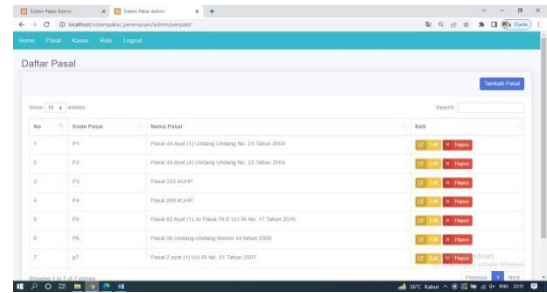 Sistem Pakar Admin
Sistem Pakar Admin
localhost/sistempakar_perempuan/admin/penyakit
Home Pasal Kasus Rule Logout
Daftar Pasal
Tambah Pasal
Show 10 entries Search:
No Kode Pasal Nama Pasal Edit
1 P1 Pasal 44 Ayat (1) Undang Undang No. 23 Tahun 2004 Edit Hapus
2 P2 Pasal 44 Ayat (4) Undang Undang No. 23 Tahun 2004 Edit Hapus
3 P3 KUHP Edit Hapus
4 P4 Pasal 289 KUHP Edit Hapus
5 P5 Pasal 82 Ayat (1) Jo Pasal 76 E UU RI No. 17 Tahun 2016 Edit Hapus
6 P6 Pasal Undang Undang Nomor 44 tahun 2008 Edit Hapus
7 p7 Pasal 2 ayat (1) UU RI No. 21 Tahun 2007 Edit Hapus
Showing 1 to 7 of 7 entries Previous 1 Next
26°C Kabut ENG